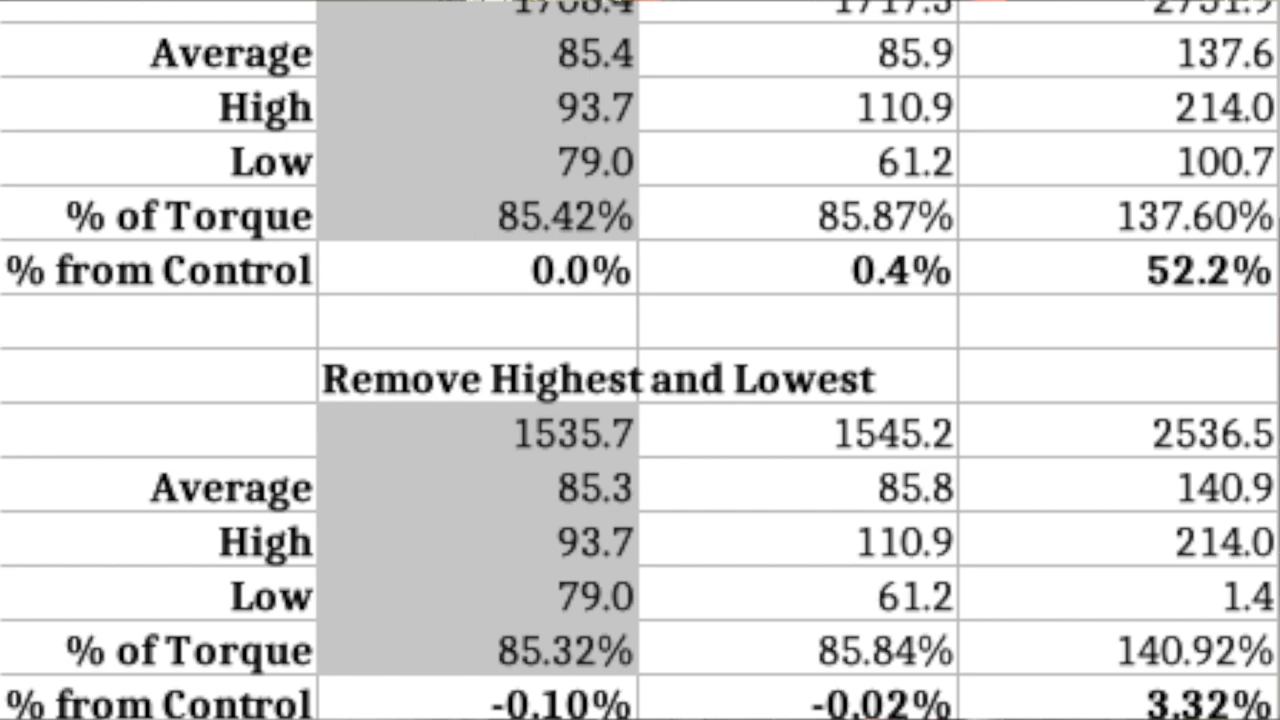 Average 85.4 85.9 137.6
High 93.7 110.9 214.0
Low 79.0 61.2 100.7
% of Torque 85.42% 85.87% 137.60%
% from Control 0.0% 0.4% 52.2%
Remove Highest and Lowest
1535.7 1545.2 2536.5
Average 85.3 85.8 140.9
High 93.7 110.9 214.0
Low 79.0 61.2 1.4
% of Torque 85.32% 85.84% 140.92%
% from Control -0.10% -0.02% 3.32%